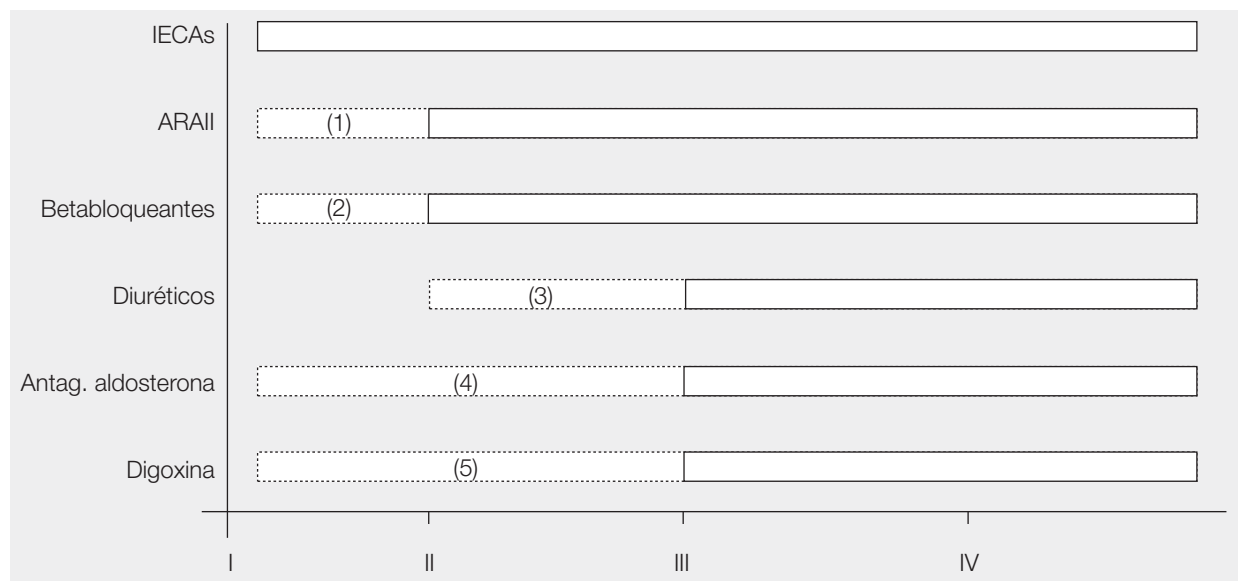 IECAs
ARAII (1)
Betabloqueantes (2)
Diuréticos (3)
Antag. aldosterona (4)
Digoxina (5)
I II III IV